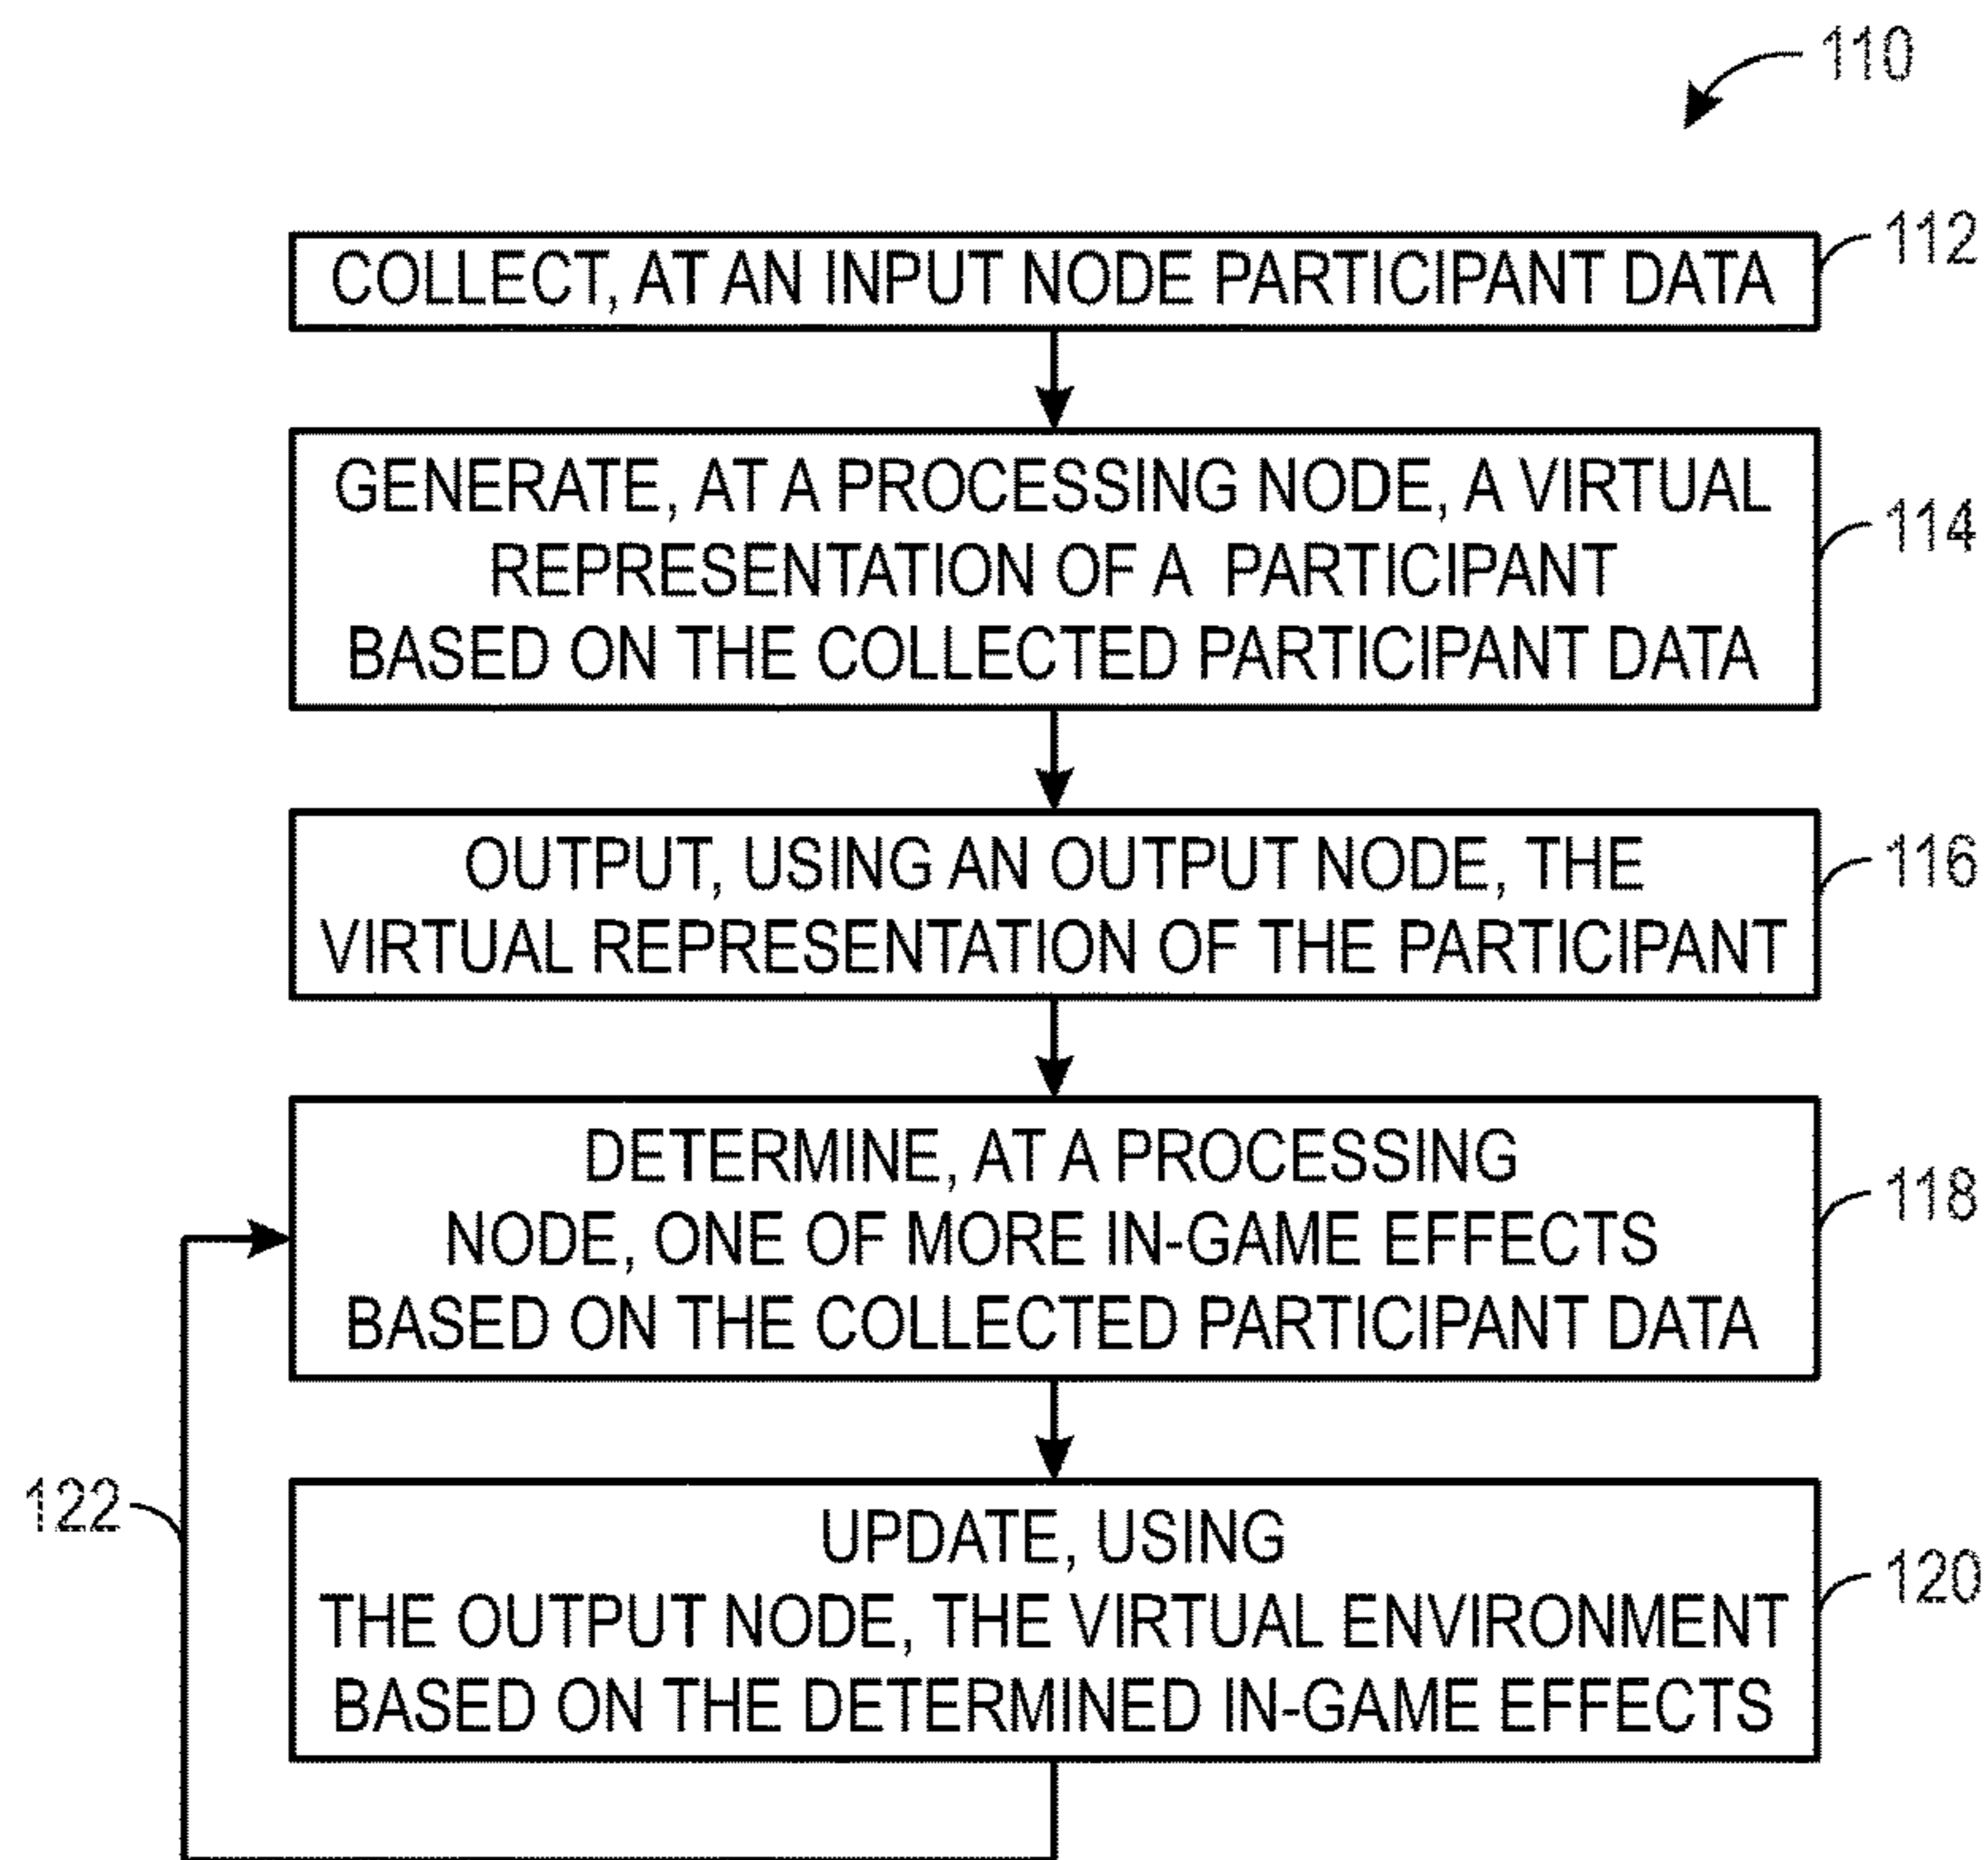 110
COLLECT, AT AN INPUT NODE PARTICIPANT DATA
112
GENERATE, AT A PROCESSING NODE, A VIRTUAL
REPRESENTATION OF A PARTICIPANT
BASED ON THE COLLECTED PARTICIPANT DATA
114
OUTPUT, USING AN OUTPUT NODE, THE
VIRTUAL REPRESENTATION OF THE PARTICIPANT
116
DETERMINE, AT A PROCESSING
NODE, ONE OF MORE IN-GAME EFFECTS
BASED ON THE COLLECTED PARTICIPANT DATA
118
122
UPDATE, USING
THE OUTPUT NODE, THE VIRTUAL ENVIRONMENT
BASED ON THE DETERMINED IN-GAME EFFECTS
120